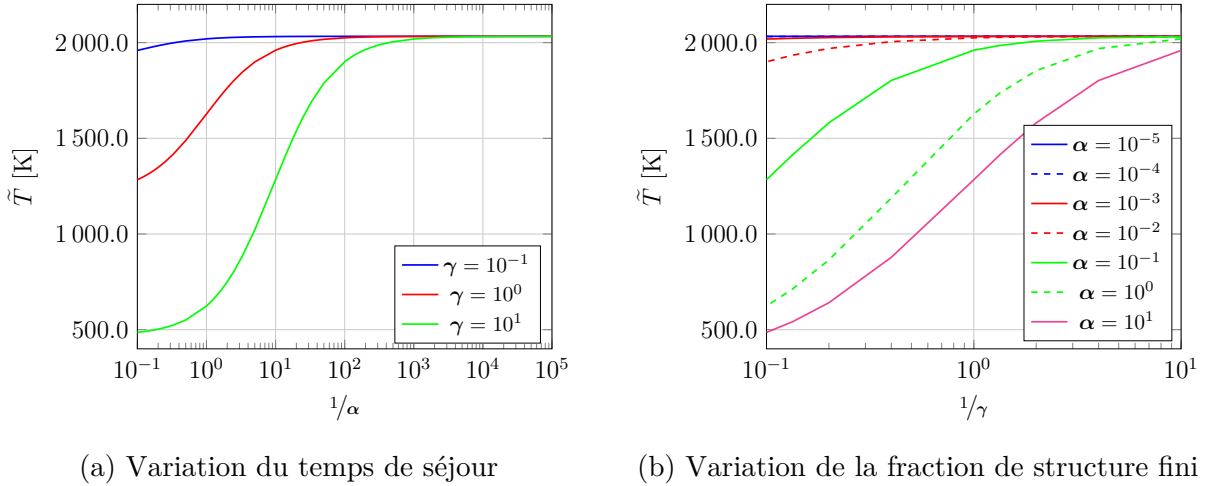 2 000.0
1 500.0
1 000.0
500.0
T̃ [K]
10⁻¹ 10⁰ 10¹ 10² 10³ 10⁴ 10⁵
1/α
γ = 10⁻¹
γ = 10⁰
γ = 10¹
(a) Variation du temps de séjour
2 000.0
1 500.0
1 000.0
500.0
T̃ [K]
10⁻¹ 10⁰ 10¹
1/γ
α = 10⁻⁵
α = 10⁻⁴
α = 10⁻³
α = 10⁻²
α = 10⁻¹
α = 10⁰
α = 10¹
(b) Variation de la fraction de structure fini